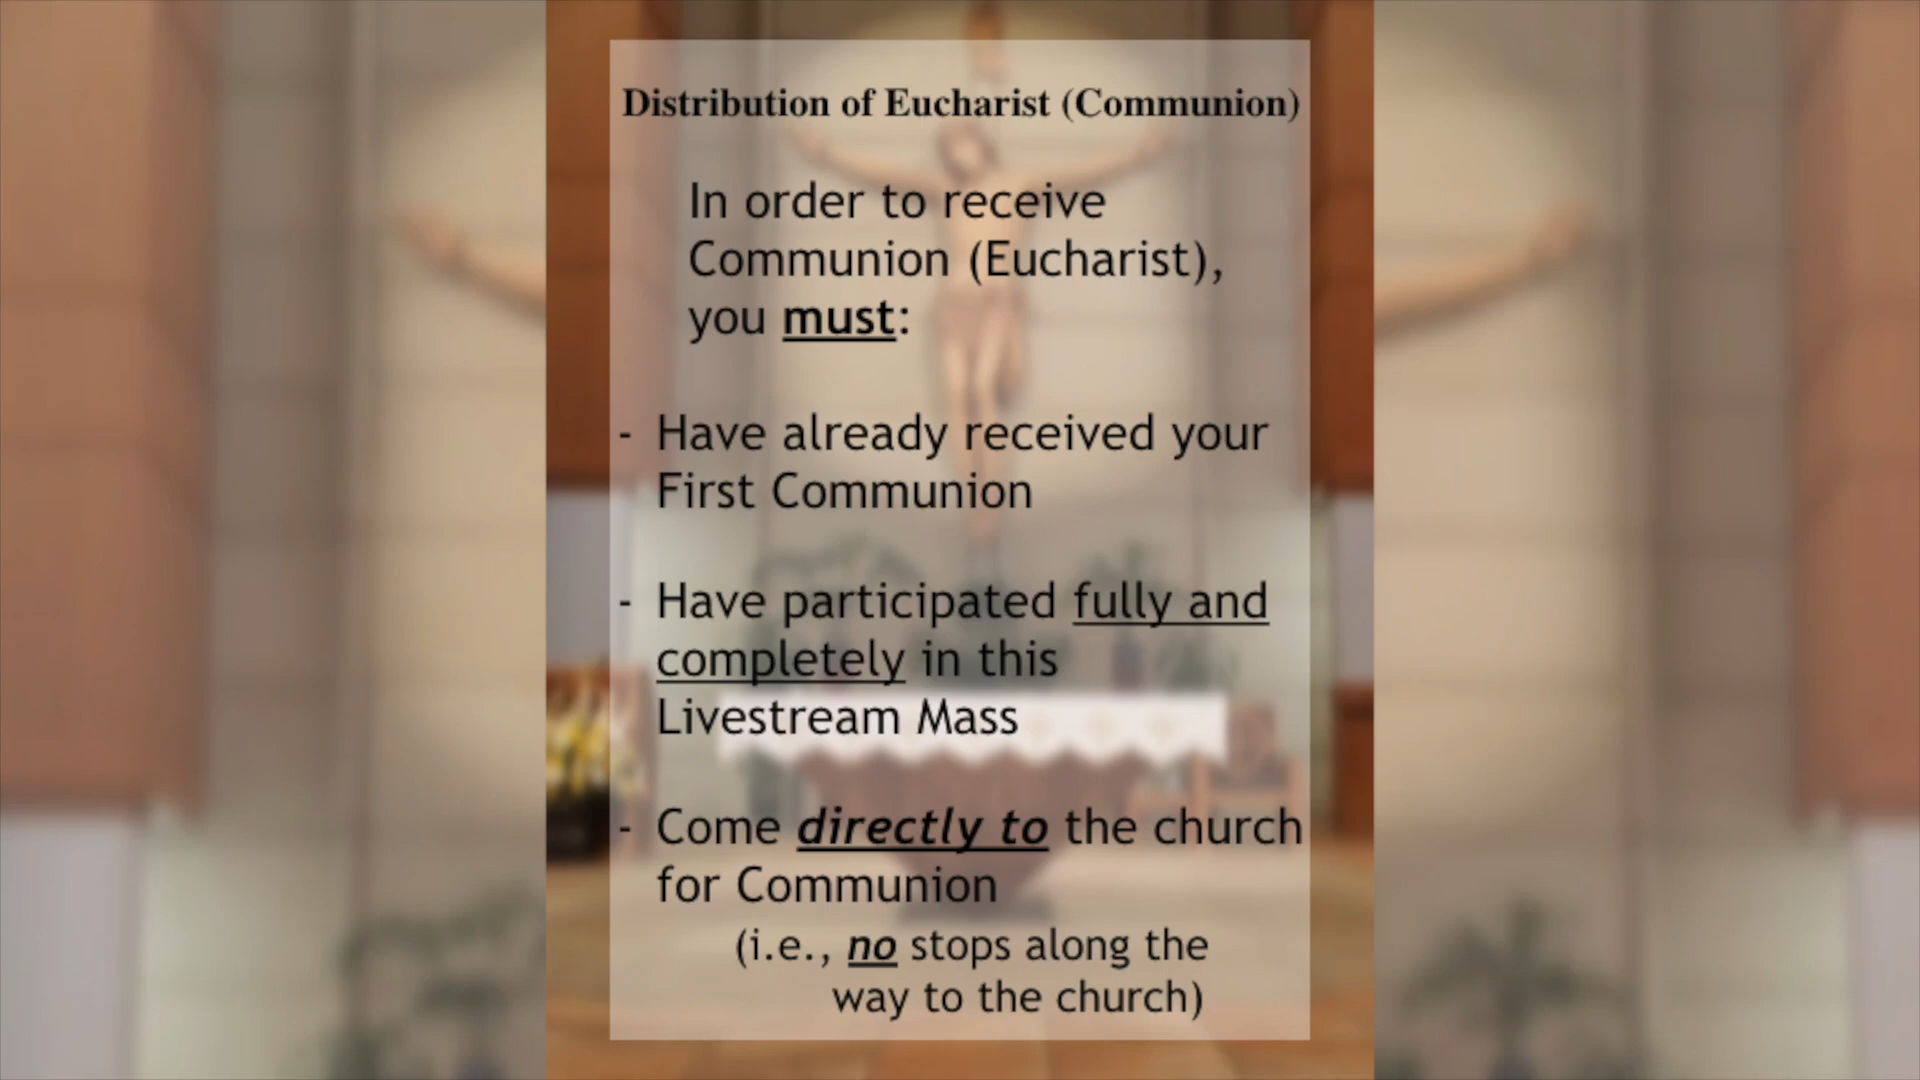 Distribution of Eucharist (Communion)
In order to receive
Communion (Eucharist),
you must:
- Have already received your
First Communion
- Have participated fully and
completely in this
Livestream Mass
- Come directly to the church
for Communion
(i.e., no stops along the
way to the church)